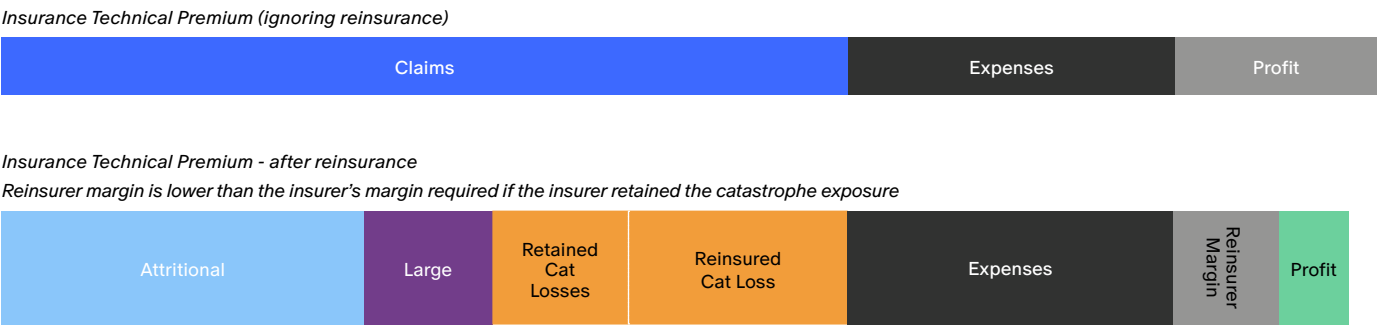 Insurance Technical Premium (ignoring reinsurance)
Claims
Expenses
Profit
Insurance Technical Premium - after reinsurance
Reinsurer margin is lower than the insurer’s margin required if the insurer retained the catastrophe exposure
Attritional
Large
Retained
Cat
Losses
Reinsured
Cat Loss
Expenses
Reinsurer
Margin
Profit